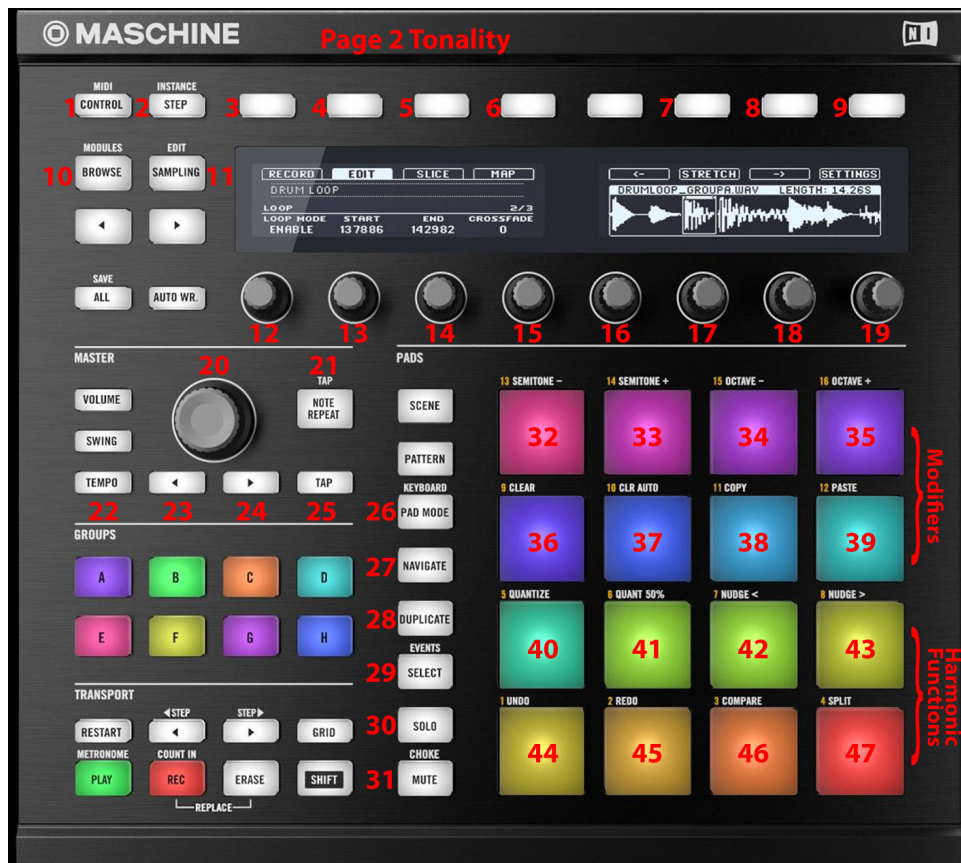 MASCHINE
Page 2 Tonality
NI
MIDI INSTANCE
1 CONTROL 2 STEP 3 4 5 6 7 8 9
MODULES EDIT
10 BROWSE SAMPLING 11
RECORD EDIT SLICE MAP
DRUM LOOP
LOOP 2/3
LOOP MODE START END CROSSFADE
ENABLE 137886 142982 0
<- STRETCH -> SETTINGS
DRUMLOOP_GROUPA.WAV LENGTH: 14.26S
SAVE
ALL AUTO WR.
12 13 14 15 16 17 18 19
MASTER
20 21
TAP
VOLUME NOTE REPEAT
SWING
TEMPO TAP
22 23 24 25
GROUPS
A B C D
E F G H
TRANSPORT
◀STEP STEP▶
RESTART GRID
METRONOME COUNT IN
PLAY REC ERASE SHIFT
REPLACE
PADS
SCENE
PATTERN
KEYBOARD
26 PAD MODE
27 NAVIGATE
28 DUPLICATE
EVENTS
29 SELECT
30 SOLO
CHOKE
31 MUTE
13 SEMITONE - 14 SEMITONE + 15 OCTAVE - 16 OCTAVE +
32 33 34 35
9 CLEAR 10 CLR AUTO 11 COPY 12 PASTE
36 37 38 39
Modifiers
5 QUANTIZE 6 QUANT 50% 7 NUDGE < 8 NUDGE >
40 41 42 43
1 UNDO 2 REDO 3 COMPARE 4 SPLIT
44 45 46 47
Harmonic
Functions